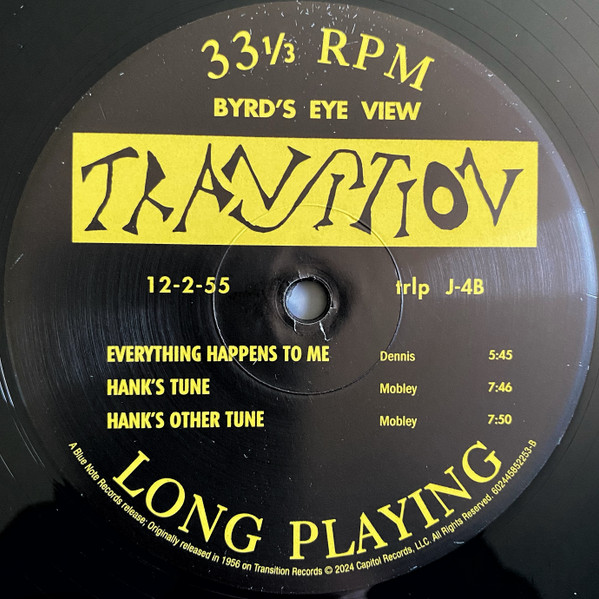 33⅓ RPM
BYRD'S EYE VIEW
TRANSITION
12-2-55 trlp J-4B
EVERYTHING HAPPENS TO ME Dennis 5:45
HANK'S TUNE Mobley 7:46
HANK'S OTHER TUNE Mobley 7:50
LONG PLAYING
A Blue Note Records release; Originally released in 1956 on Transition Records © 2024 Capitol Records, LLC. All Rights Reserved. 602445852253-B